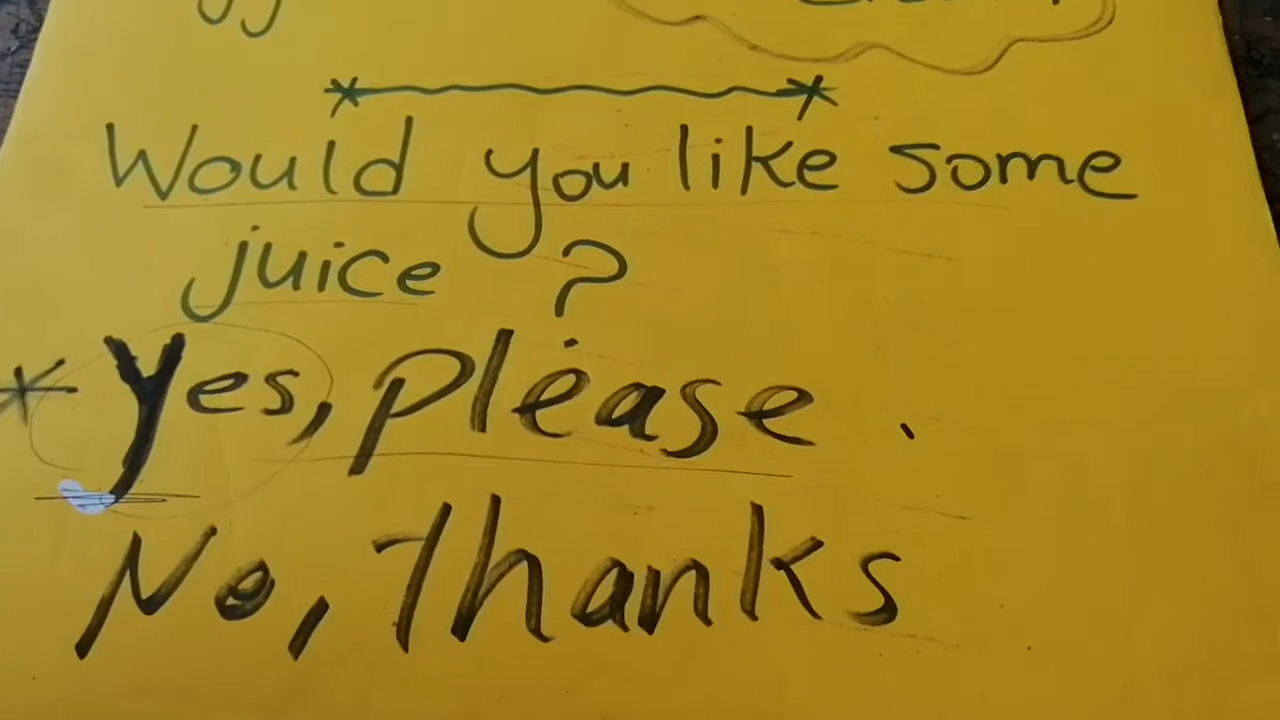 Would you like some
juice ?
Yes, please .
No, Thanks